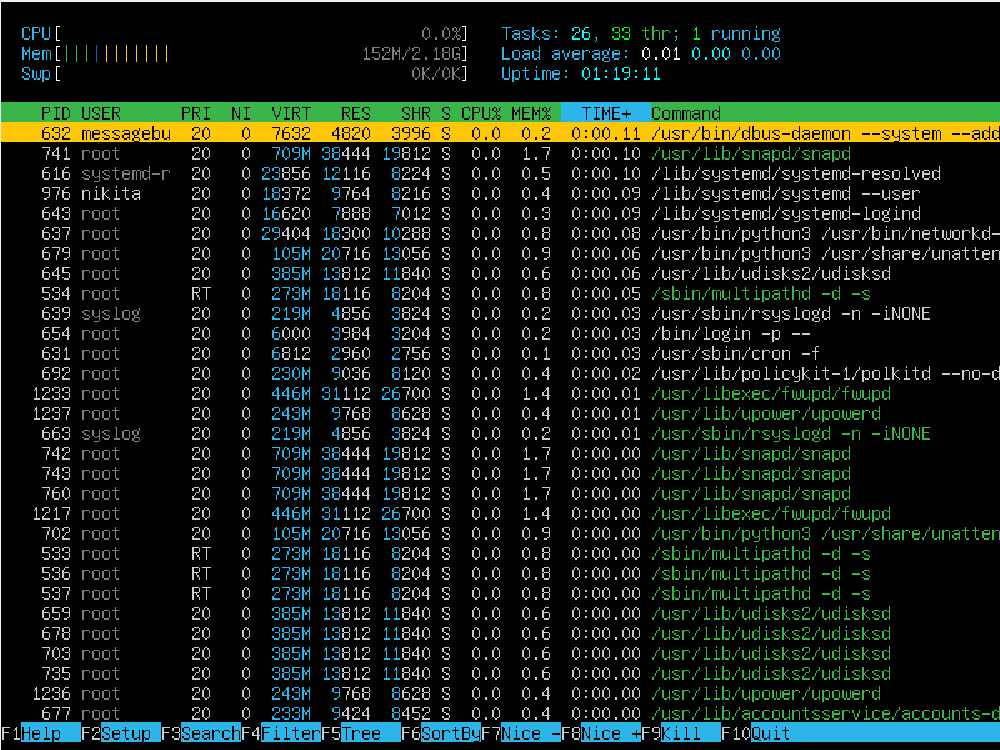 CPU[ 0.0%] Tasks: 26, 33 thr; 1 running
Mem[||||||||||| 152M/2.18G] Load average: 0.01 0.00 0.00
Swp[ 0K/0K] Uptime: 01:19:11
PID USER PRI NI VIRT RES SHR S CPU% MEM% TIME+ Command
632 messagebu 20 0 7632 4820 3996 S 0.0 0.2 0:00.11 /usr/bin/dbus-daemon --system --add
741 root 20 0 709M 38444 19812 S 0.0 1.7 0:00.10 /usr/lib/snapd/snapd
616 systemd-r 20 0 23856 12116 8224 S 0.0 0.5 0:00.10 /lib/systemd/systemd-resolved
976 nikita 20 0 18372 9764 8216 S 0.0 0.4 0:00.09 /lib/systemd/systemd --user
643 root 20 0 16620 7888 7012 S 0.0 0.3 0:00.09 /lib/systemd/systemd-logind
637 root 20 0 29404 18300 10288 S 0.0 0.8 0:00.08 /usr/bin/python3 /usr/bin/networkd-
679 root 20 0 105M 20716 13056 S 0.0 0.9 0:00.06 /usr/bin/python3 /usr/share/unatten
645 root 20 0 385M 13812 11840 S 0.0 0.6 0:00.06 /usr/lib/udisks2/udisksd
534 root RT 0 273M 18116 8204 S 0.0 0.8 0:00.05 /sbin/multipathd -d -s
639 syslog 20 0 219M 4856 3824 S 0.0 0.2 0:00.03 /usr/sbin/rsyslogd -n -iNONE
654 root 20 0 6000 3984 3204 S 0.0 0.2 0:00.03 /bin/login -p --
631 root 20 0 6812 2960 2756 S 0.0 0.1 0:00.03 /usr/sbin/cron -f
692 root 20 0 230M 9036 8120 S 0.0 0.4 0:00.02 /usr/lib/policykit-1/polkitd --no-d
1233 root 20 0 446M 31112 26700 S 0.0 1.4 0:00.01 /usr/libexec/fwupd/fwupd
1237 root 20 0 243M 9768 8628 S 0.0 0.4 0:00.01 /usr/lib/upower/upowerd
663 syslog 20 0 219M 4856 3824 S 0.0 0.2 0:00.01 /usr/sbin/rsyslogd -n -iNONE
742 root 20 0 709M 38444 19812 S 0.0 1.7 0:00.00 /usr/lib/snapd/snapd
743 root 20 0 709M 38444 19812 S 0.0 1.7 0:00.00 /usr/lib/snapd/snapd
760 root 20 0 709M 38444 19812 S 0.0 1.7 0:00.00 /usr/lib/snapd/snapd
1217 root 20 0 446M 31112 26700 S 0.0 1.4 0:00.00 /usr/libexec/fwupd/fwupd
702 root 20 0 105M 20716 13056 S 0.0 0.9 0:00.00 /usr/bin/python3 /usr/share/unatten
533 root RT 0 273M 18116 8204 S 0.0 0.8 0:00.00 /sbin/multipathd -d -s
536 root RT 0 273M 18116 8204 S 0.0 0.8 0:00.00 /sbin/multipathd -d -s
537 root RT 0 273M 18116 8204 S 0.0 0.8 0:00.00 /sbin/multipathd -d -s
659 root 20 0 385M 13812 11840 S 0.0 0.6 0:00.00 /usr/lib/udisks2/udisksd
678 root 20 0 385M 13812 11840 S 0.0 0.6 0:00.00 /usr/lib/udisks2/udisksd
703 root 20 0 385M 13812 11840 S 0.0 0.6 0:00.00 /usr/lib/udisks2/udisksd
735 root 20 0 385M 13812 11840 S 0.0 0.6 0:00.00 /usr/lib/udisks2/udisksd
1236 root 20 0 243M 9768 8628 S 0.0 0.4 0:00.00 /usr/lib/upower/upowerd
677 root 20 0 233M 9424 8452 S 0.0 0.4 0:00.00 /usr/lib/accountsservice/accounts-d
F1Help F2Setup F3SearchF4FilterF5Tree F6SortByF7Nice -F8Nice +F9Kill F10Quit